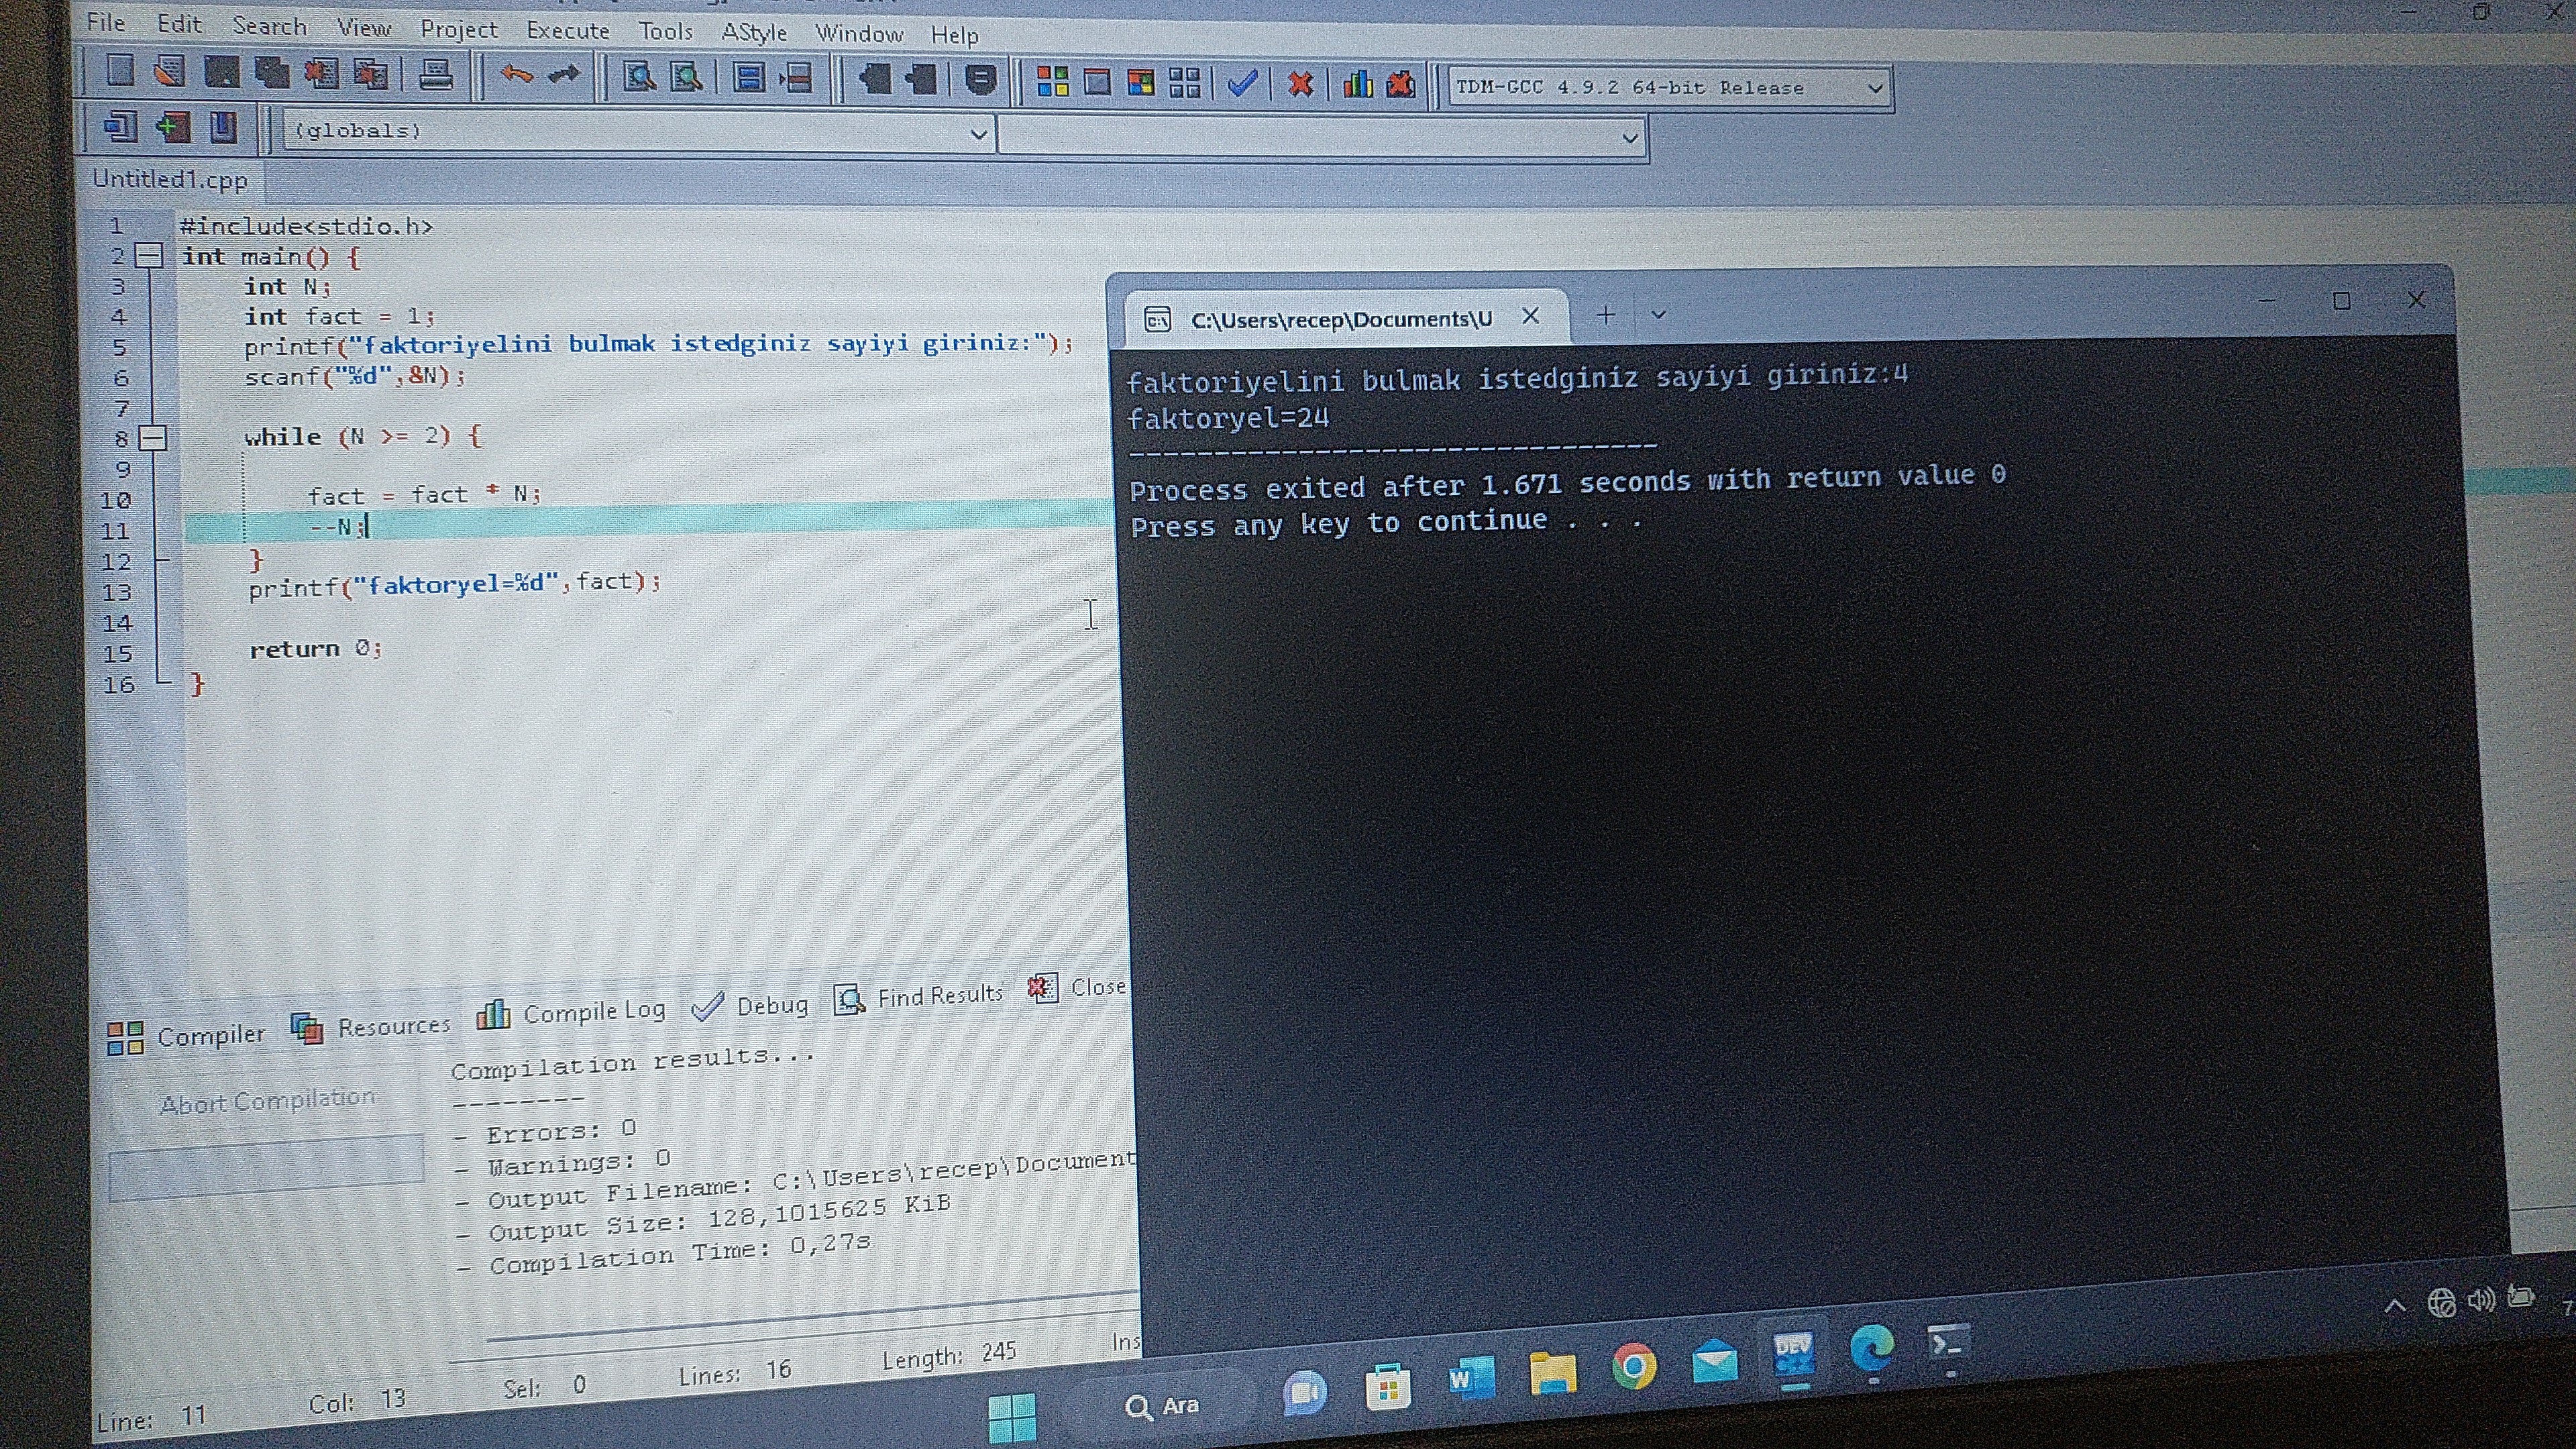 File Edit Search View Project Execute Tools AStyle Window Help
TDM-GCC 4.9.2 64-bit Release
(globals)
Untitled1.cpp
1 #include<stdio.h>
2 int main() {
3 int N;
4 int fact = 1;
5 printf("faktoriyelini bulmak istedginiz sayiyi giriniz:");
6 scanf("%d",&N);
7
8 while (N >= 2) {
9
10 fact = fact * N;
11 --N;
12 }
13 printf("faktoryel=%d",fact);
14
15 return 0;
16 }
C:\Users\recep\Documents\U
faktoriyelini bulmak istedginiz sayiyi giriniz:4
faktoryel=24
--------------------------------
Process exited after 1.671 seconds with return value 0
Press any key to continue . . .
Compiler Resources Compile Log Debug Find Results Close
Abort Compilation
Compilation results...
--------
- Errors: 0
- Warnings: 0
- Output Filename: C:\Users\recep\Document
- Output Size: 128,1015625 KiB
- Compilation Time: 0,27s
Line: 11 Col: 13 Sel: 0 Lines: 16 Length: 245 Ins
Ara
W
DEV